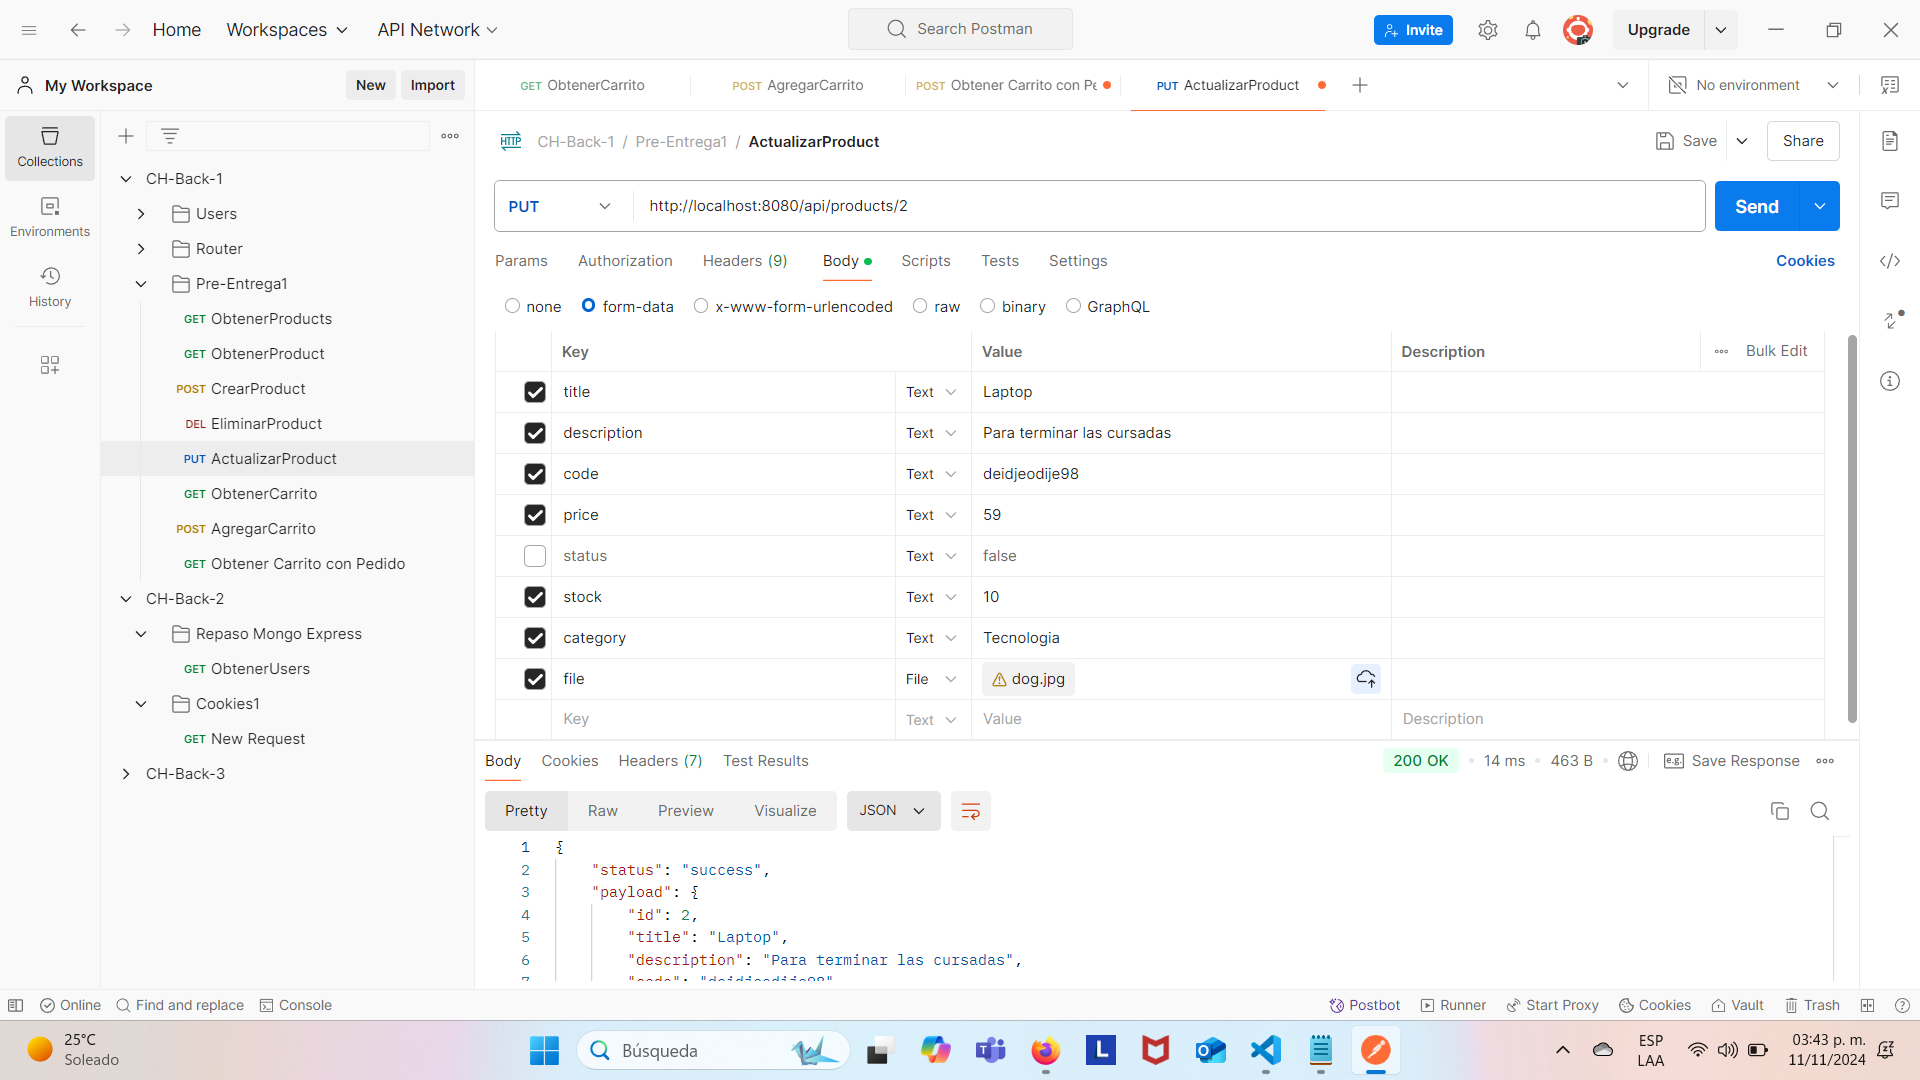 Home Workspaces API Network Search Postman Invite Upgrade
My Workspace New Import
GET ObtenerCarrito POST AgregarCarrito POST Obtener Carrito con Pe PUT ActualizarProduct No environment
Collections
Environments
History
CH-Back-1
Users
Router
Pre-Entrega1
GET ObtenerProducts
GET ObtenerProduct
POST CrearProduct
DEL EliminarProduct
PUT ActualizarProduct
GET ObtenerCarrito
POST AgregarCarrito
GET Obtener Carrito con Pedido
CH-Back-2
Repaso Mongo Express
GET ObtenerUsers
Cookies1
GET New Request
CH-Back-3
HTTP CH-Back-1 / Pre-Entrega1 / ActualizarProduct Save Share
PUT http://localhost:8080/api/products/2 Send
Params Authorization Headers (9) Body Scripts Tests Settings Cookies
none form-data x-www-form-urlencoded raw binary GraphQL
Key Value Description Bulk Edit
title Text Laptop
description Text Para terminar las cursadas
code Text deidjeodije98
price Text 59
status Text false
stock Text 10
category Text Tecnologia
file File dog.jpg
Key Text Value Description
Body Cookies Headers (7) Test Results 200 OK 14 ms 463 B e.g. Save Response
Pretty Raw Preview Visualize JSON
1 {
2 "status": "success",
3 "payload": {
4 "id": 2,
5 "title": "Laptop",
6 "description": "Para terminar las cursadas",
7 "code": "deidjeodije98"
Online Find and replace Console Postbot Runner Start Proxy Cookies Vault Trash
25°C
Soleado
Búsqueda
L
ESP
LAA
03:43 p. m.
11/11/2024